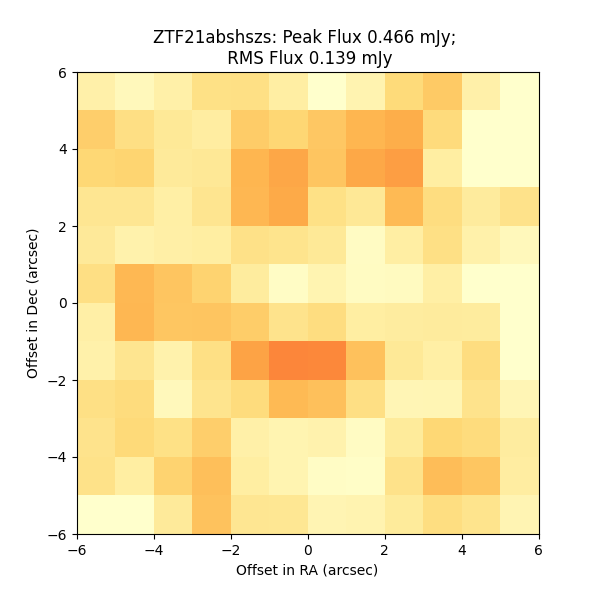 ZTF21abshszs: Peak Flux 0.466 mJy;
RMS Flux 0.139 mJy
6
4
2
0
−2
−4
−6
Offset in Dec (arcsec)
−6 −4 −2 0 2 4 6
Offset in RA (arcsec)